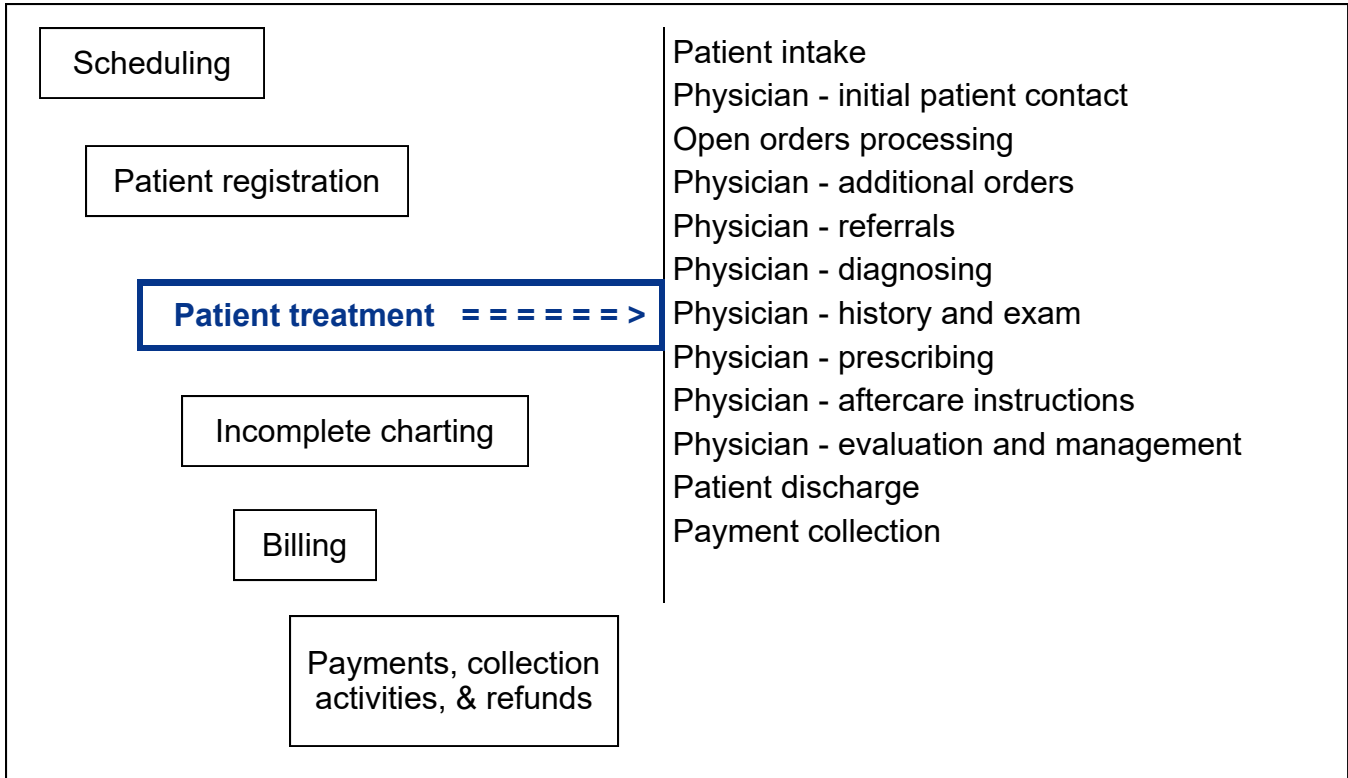 Scheduling
Patient registration
Patient treatment = = = = = = >
Incomplete charting
Billing
Payments, collection
activities, & refunds
Patient intake
Physician - initial patient contact
Open orders processing
Physician - additional orders
Physician - referrals
Physician - diagnosing
Physician - history and exam
Physician - prescribing
Physician - aftercare instructions
Physician - evaluation and management
Patient discharge
Payment collection